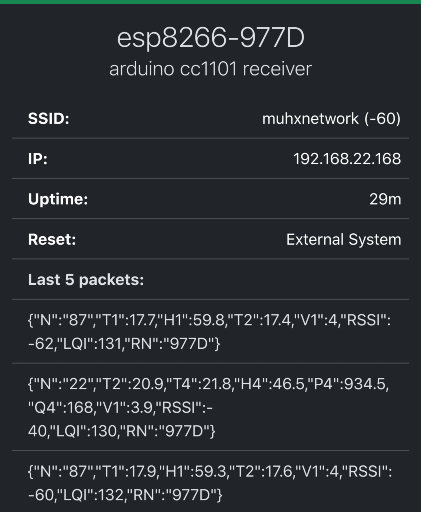 esp8266-977D
arduino cc1101 receiver
SSID: muhxnetwork (-60)
IP: 192.168.22.168
Uptime: 29m
Reset: External System
Last 5 packets:
{"N":"87","T1":17.7,"H1":59.8,"T2":17.4,"V1":4,"RSSI":
-62,"LQI":131,"RN":"977D"}
{"N":"22","T2":20.9,"T4":21.8,"H4":46.5,"P4":934.5,
"Q4":168,"V1":3.9,"RSSI":-
40,"LQI":130,"RN":"977D"}
{"N":"87","T1":17.9,"H1":59.3,"T2":17.6,"V1":4,"RSSI":
-60,"LQI":132,"RN":"977D"}